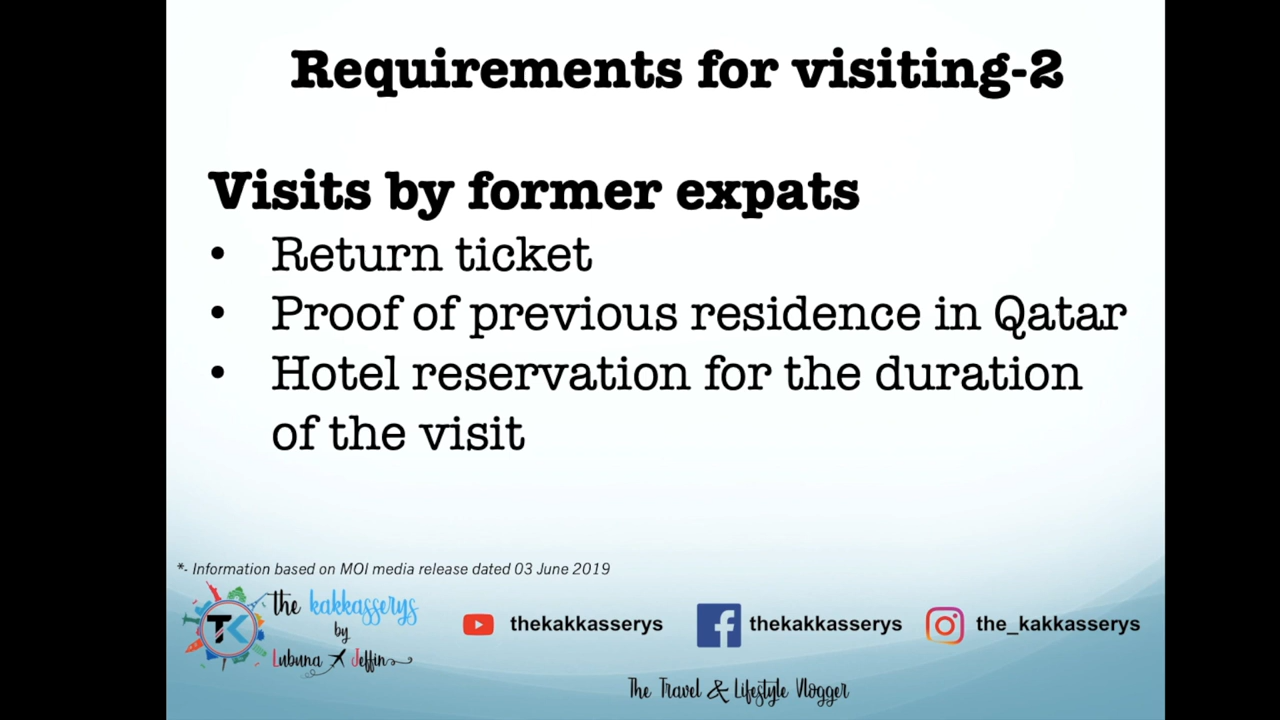 Requirements for visiting-2
Visits by former expats
• Return ticket
• Proof of previous residence in Qatar
• Hotel reservation for the duration
of the visit
*- Information based on MOI media release dated 03 June 2019
TK
the kakkasserys
by
Lubuna Jeffin
thekakkasserys
thekakkasserys
the_kakkasserys
The Travel & Lifestyle Vlogger